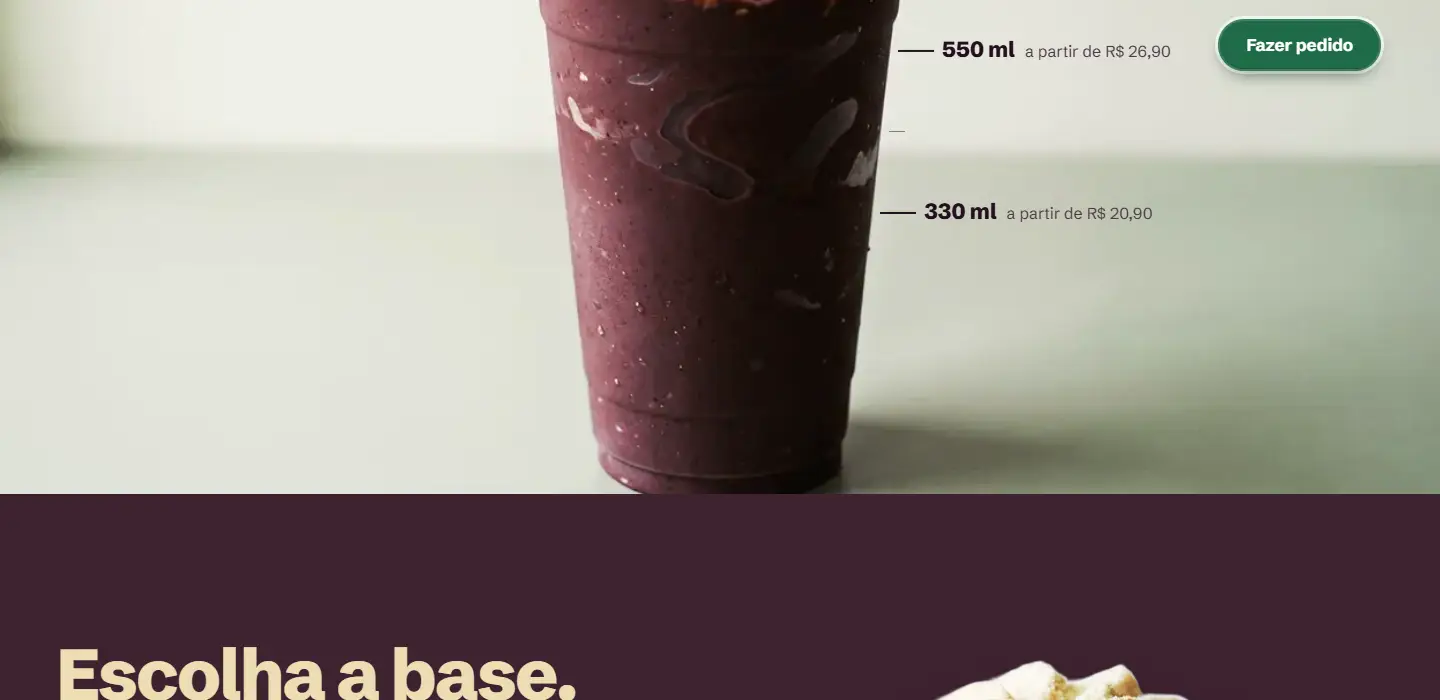 550 ml a partir de R$ 26,90
Fazer pedido
330 ml a partir de R$ 20,90
Escolha a base.